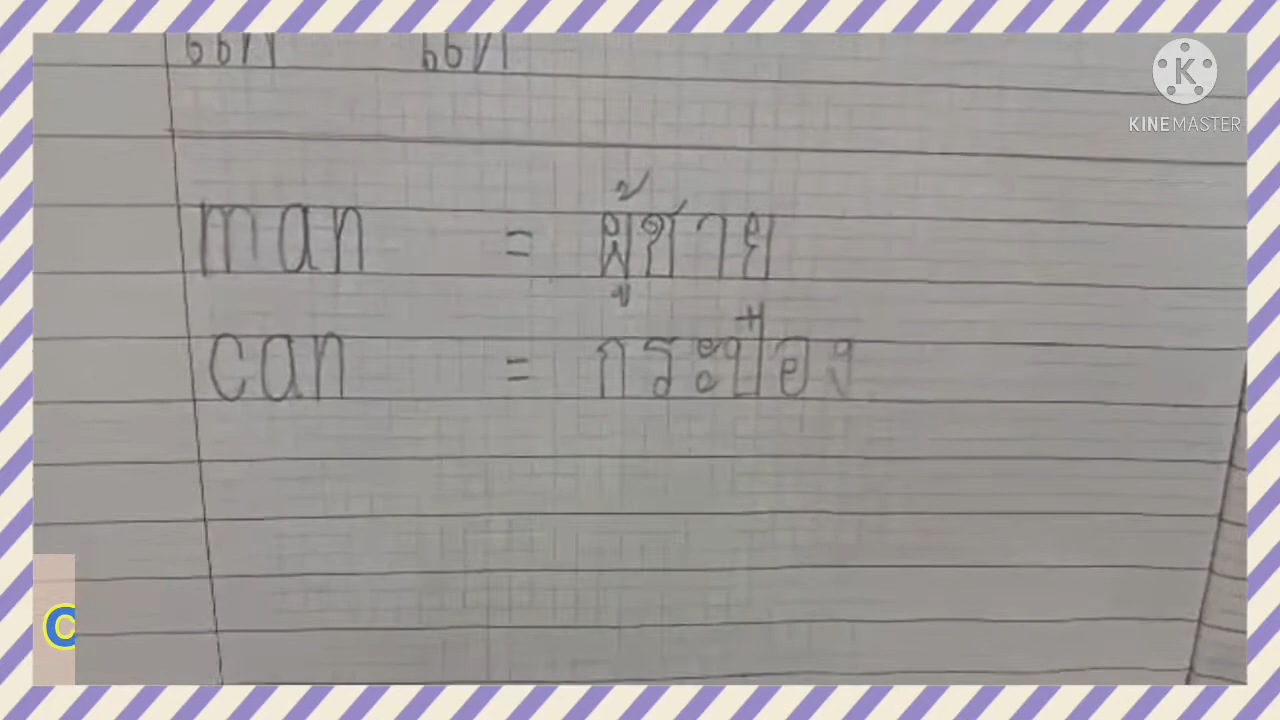 KINEMASTER
man = ผู้ชาย
can = กระป๋อง
C